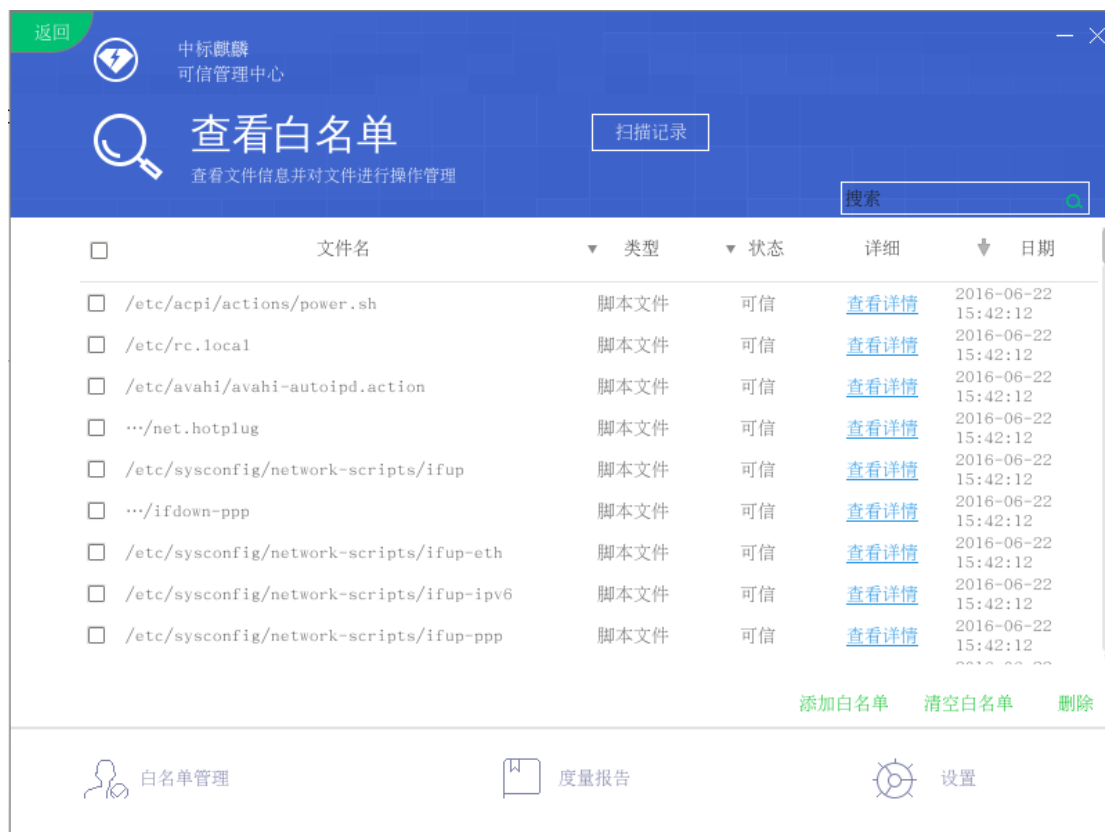 返回
中标麒麟
可信管理中心
查看白名单
扫描记录
查看文件信息并对文件进行操作管理
搜索
文件名 类型 状态 详细 日期
/etc/acpi/actions/power.sh 脚本文件 可信 查看详情 2016-06-22 15:42:12
/etc/rc.local 脚本文件 可信 查看详情 2016-06-22 15:42:12
/etc/avahi/avahi-autoipd.action 脚本文件 可信 查看详情 2016-06-22 15:42:12
···/net.hotplug 脚本文件 可信 查看详情 2016-06-22 15:42:12
/etc/sysconfig/network-scripts/ifup 脚本文件 可信 查看详情 2016-06-22 15:42:12
···/ifdown-ppp 脚本文件 可信 查看详情 2016-06-22 15:42:12
/etc/sysconfig/network-scripts/ifup-eth 脚本文件 可信 查看详情 2016-06-22 15:42:12
/etc/sysconfig/network-scripts/ifup-ipv6 脚本文件 可信 查看详情 2016-06-22 15:42:12
/etc/sysconfig/network-scripts/ifup-ppp 脚本文件 可信 查看详情 2016-06-22 15:42:12
添加白名单 清空白名单 删除
白名单管理 度量报告 设置